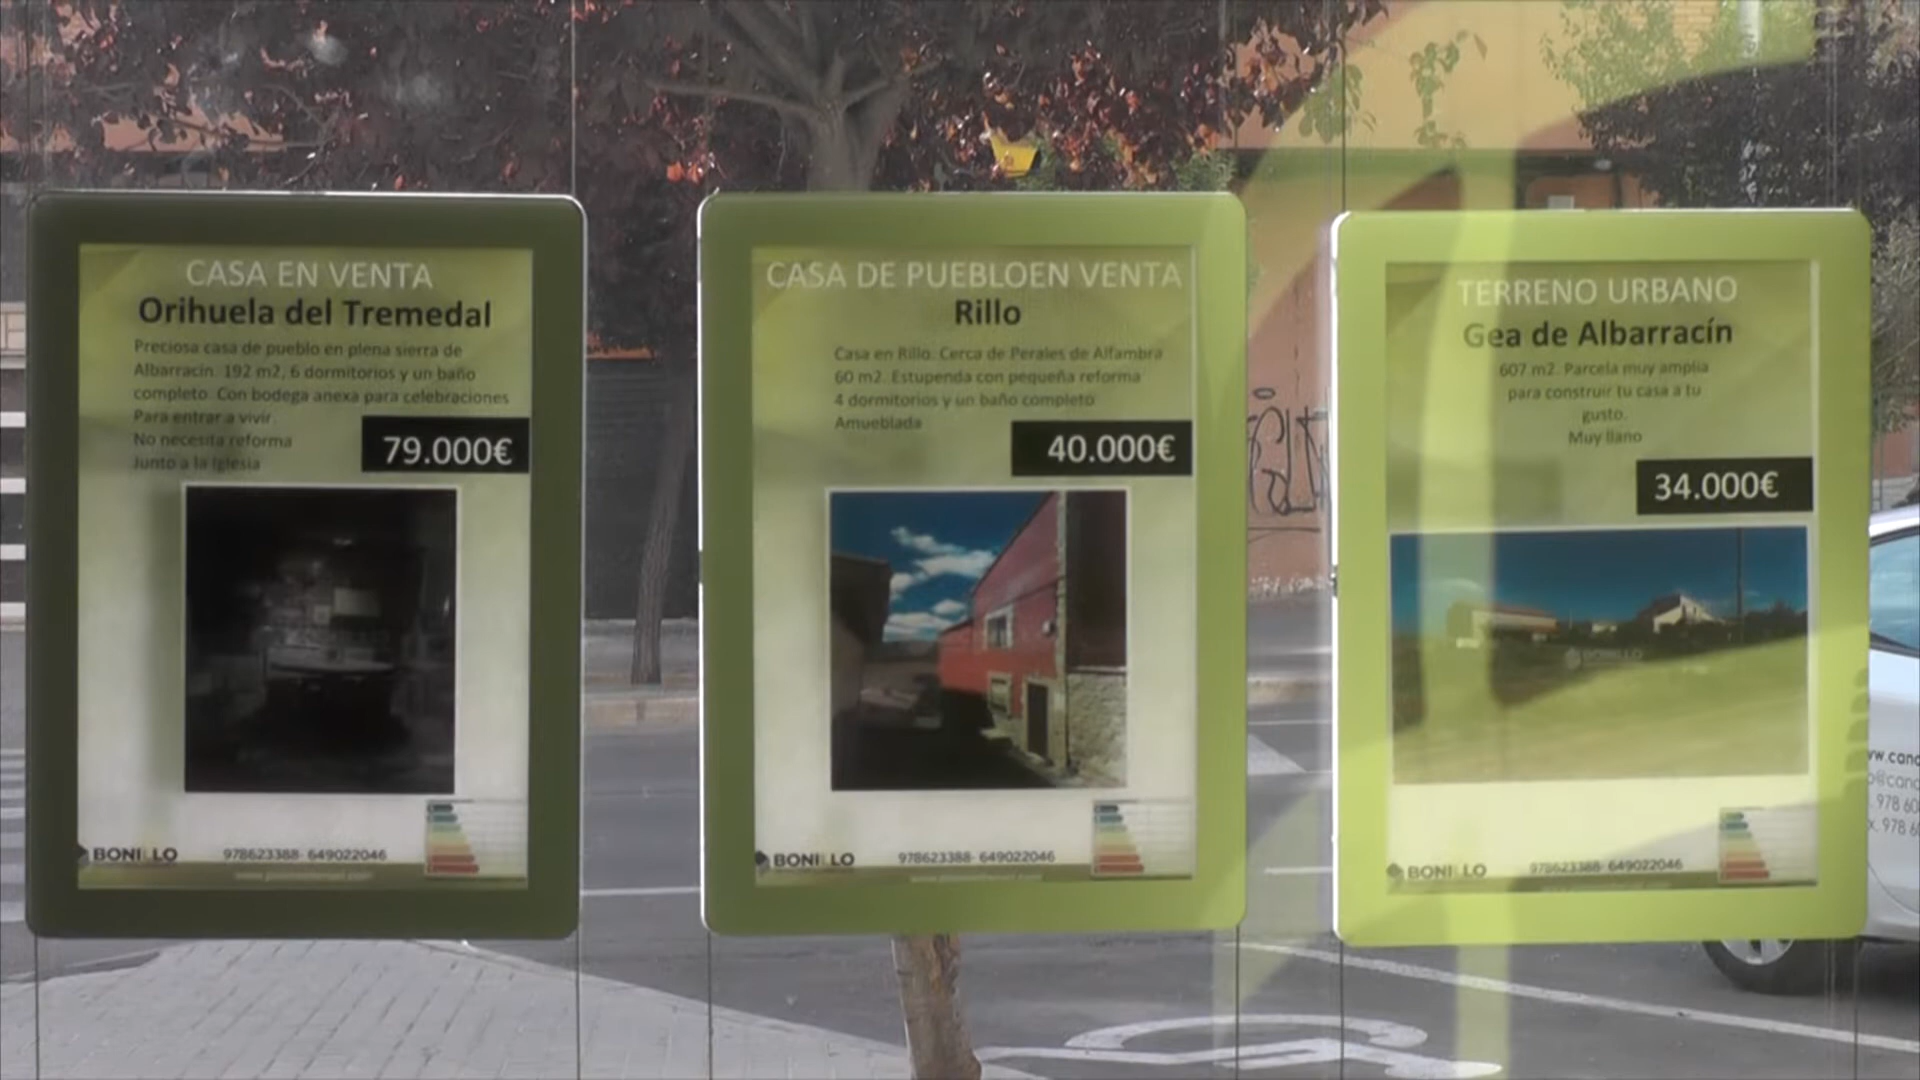 CASA EN VENTA
Orihuela del Tremedal
Preciosa casa de pueblo en plena sierra de
Albarracín. 192 m2, 6 dormitorios y un baño
completo. Con bodega anexa para celebraciones
Para entrar a vivir.
No necesita reforma
Junto a la Iglesia
79.000€
BONILLO
978623388- 649022046
CASA DE PUEBLOEN VENTA
Rillo
Casa en Rillo. Cerca de Perales de Alfambra
60 m2. Estupenda con pequeña reforma
4 dormitorios y un baño completo
Amueblada
40.000€
BONILLO
978623388- 649022046
TERRENO URBANO
Gea de Albarracín
607 m2. Parcela muy amplia
para construir tu casa a tu
gusto.
Muy llano
34.000€
BONILLO
BONILLO
978623388- 649022046